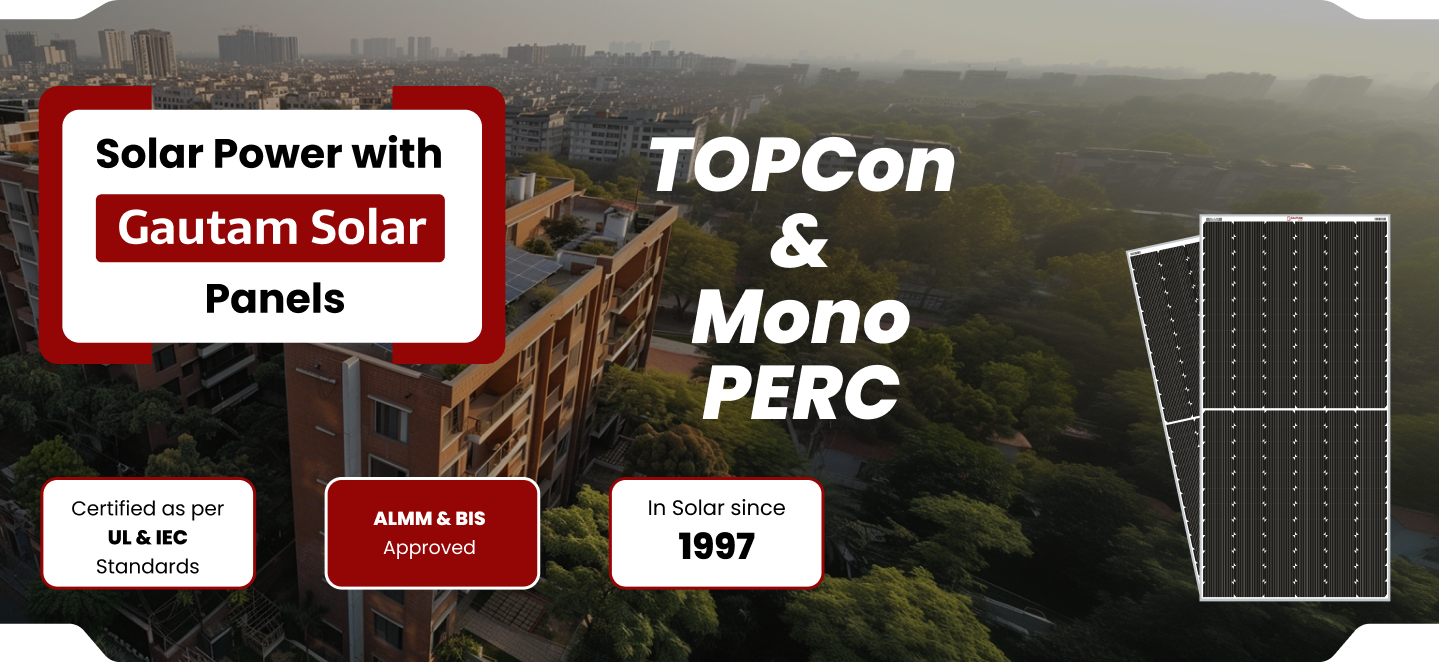 Solar Power with
Gautam Solar
Panels
TOPCon
&
Mono
PERC
Certified as per
UL & IEC
Standards
ALMM & BIS
Approved
In Solar since
1997